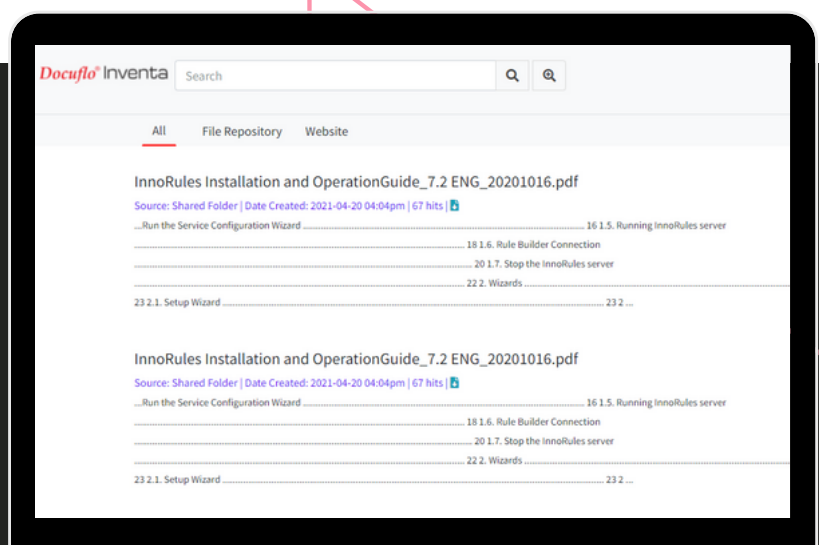 Docuflo® Inventa Search
All File Repository Website
InnoRules Installation and OperationGuide_7.2 ENG_20201016.pdf
Source: Shared Folder | Date Created: 2021-04-20 04:04pm | 67 hits |
...Run the Service Configuration Wizard ........................................ 16 1.5. Running InnoRules server
........................................ 18 1.6. Rule Builder Connection
........................................ 20 1.7. Stop the InnoRules server
........................................ 22 2. Wizards ........................................
23 2.1. Setup Wizard ........................................ 23 2 ...
InnoRules Installation and OperationGuide_7.2 ENG_20201016.pdf
Source: Shared Folder | Date Created: 2021-04-20 04:04pm | 67 hits |
...Run the Service Configuration Wizard ........................................ 16 1.5. Running InnoRules server
........................................ 18 1.6. Rule Builder Connection
........................................ 20 1.7. Stop the InnoRules server
........................................ 22 2. Wizards ........................................
23 2.1. Setup Wizard ........................................ 23 2 ...